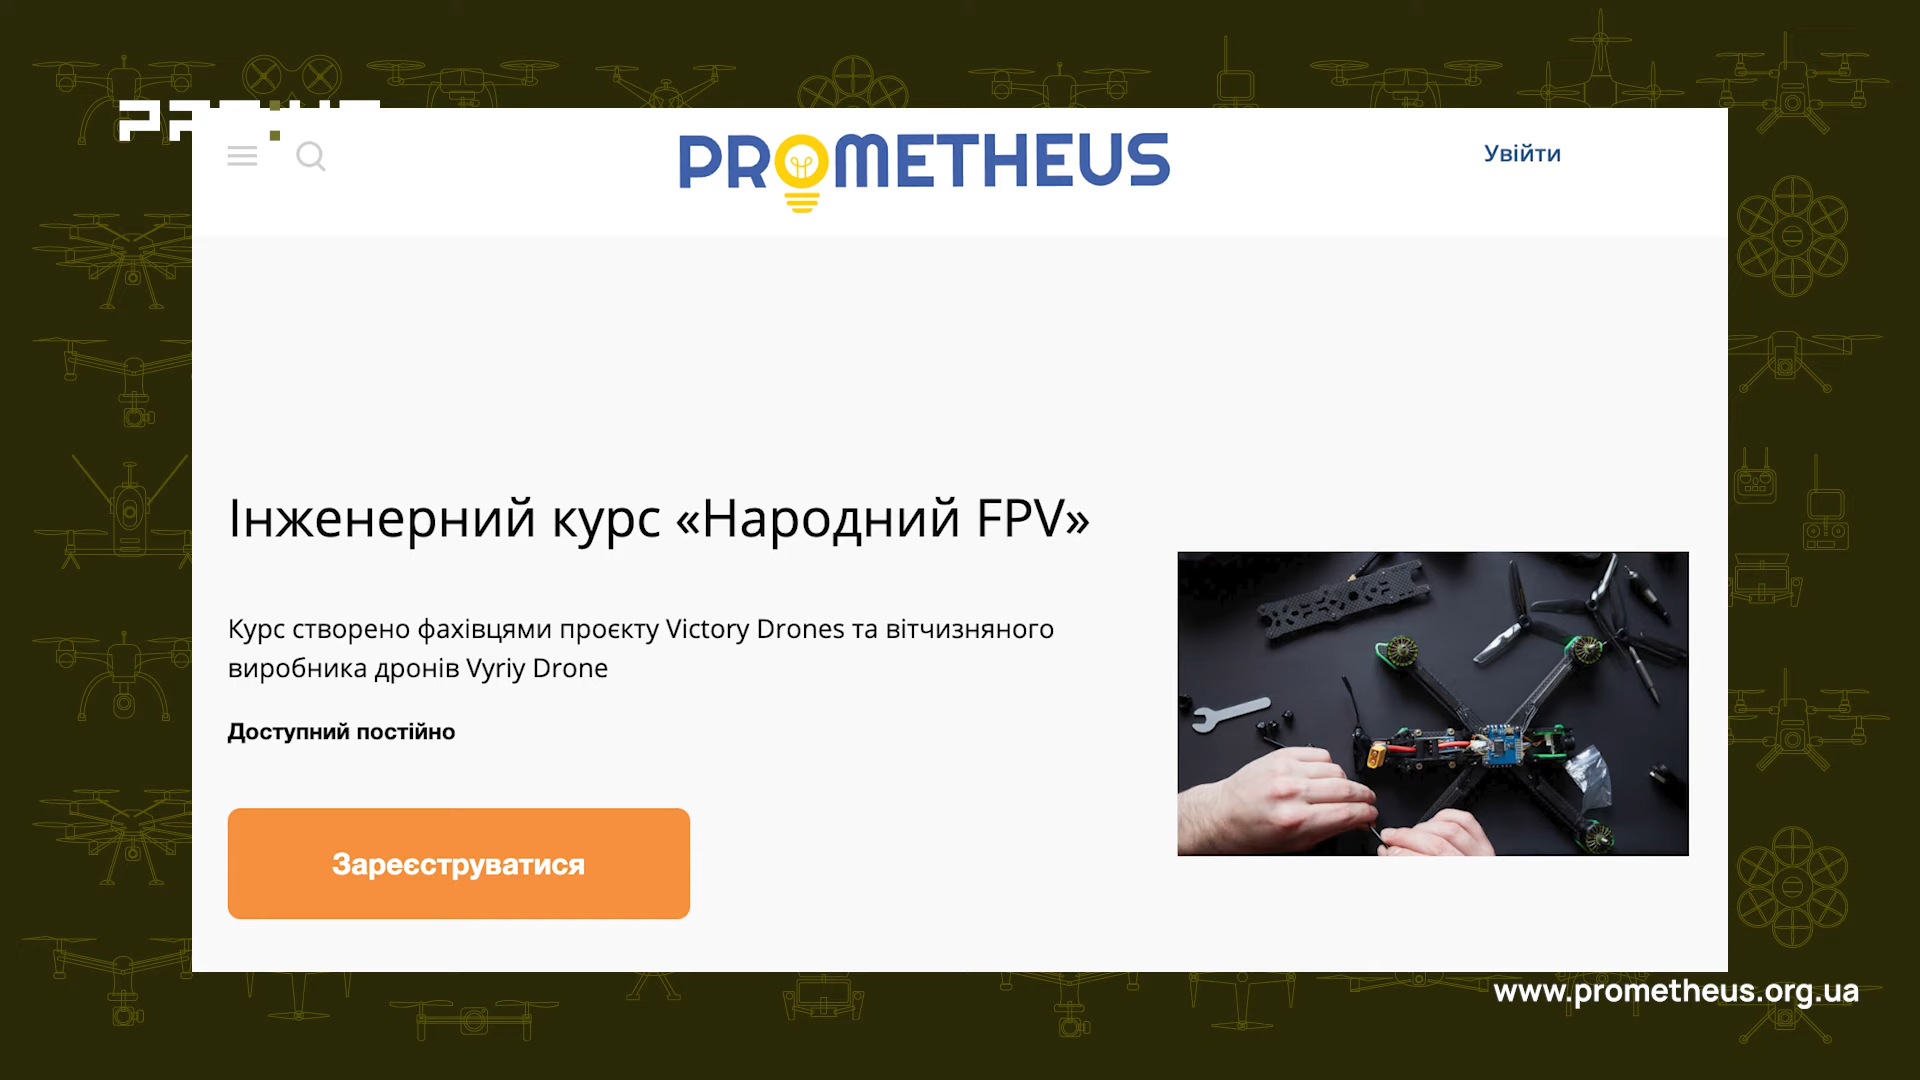 PROMETHEUS
Увійти
Інженерний курс «Народний FPV»
Курс створено фахівцями проєкту Victory Drones та вітчизняного
виробника дронів Vyriy Drone
Доступний постійно
Зареєструватися
www.prometheus.org.ua